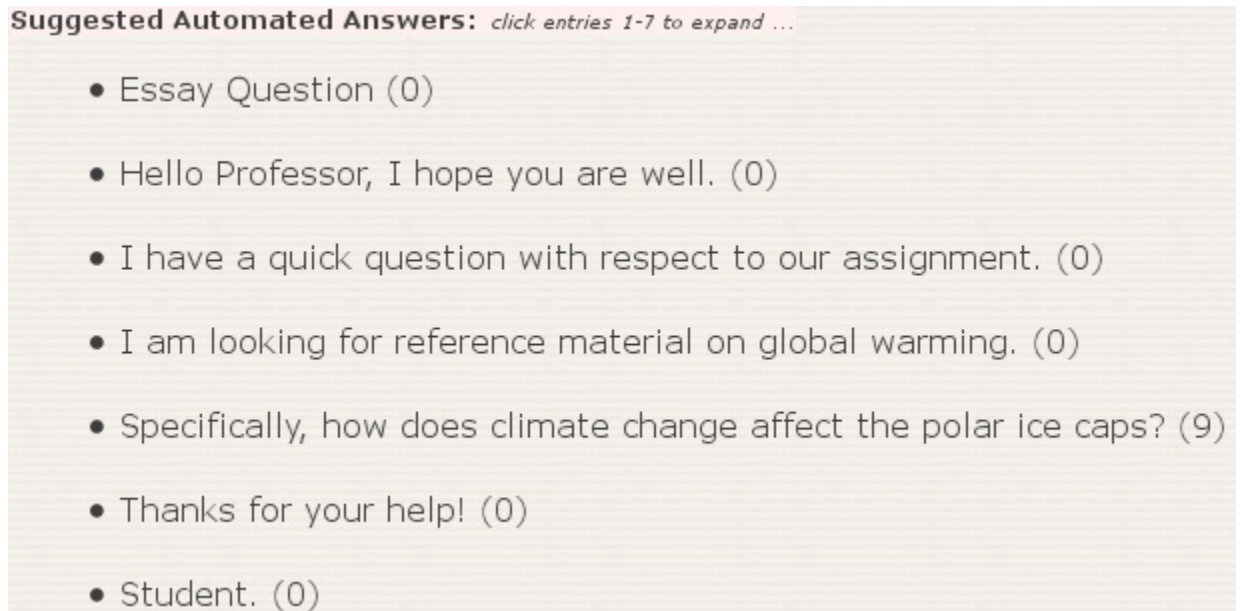 Suggested Automated Answers: click entries 1-7 to expand ...
• Essay Question (0)
• Hello Professor, I hope you are well. (0)
• I have a quick question with respect to our assignment. (0)
• I am looking for reference material on global warming. (0)
• Specifically, how does climate change affect the polar ice caps? (9)
• Thanks for your help! (0)
• Student. (0)